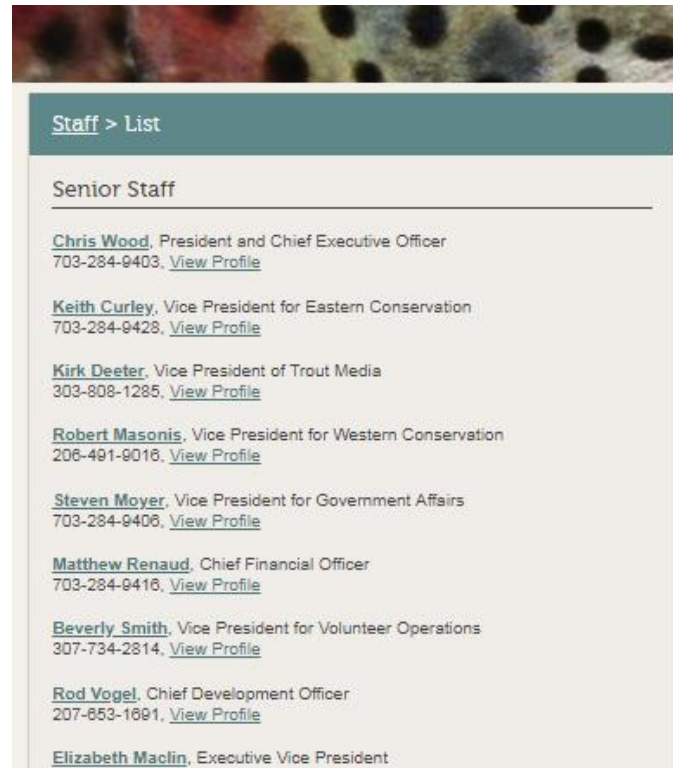 Staff > List
Senior Staff
Chris Wood, President and Chief Executive Officer
703-284-9403, View Profile
Keith Curley, Vice President for Eastern Conservation
703-284-9428, View Profile
Kirk Deeter, Vice President of Trout Media
303-808-1285, View Profile
Robert Masonis, Vice President for Western Conservation
206-491-9016, View Profile
Steven Moyer, Vice President for Government Affairs
703-284-9406, View Profile
Matthew Renaud, Chief Financial Officer
703-284-9416, View Profile
Beverly Smith, Vice President for Volunteer Operations
307-734-2814, View Profile
Rod Vogel, Chief Development Officer
207-653-1691, View Profile
Elizabeth Maclin, Executive Vice President